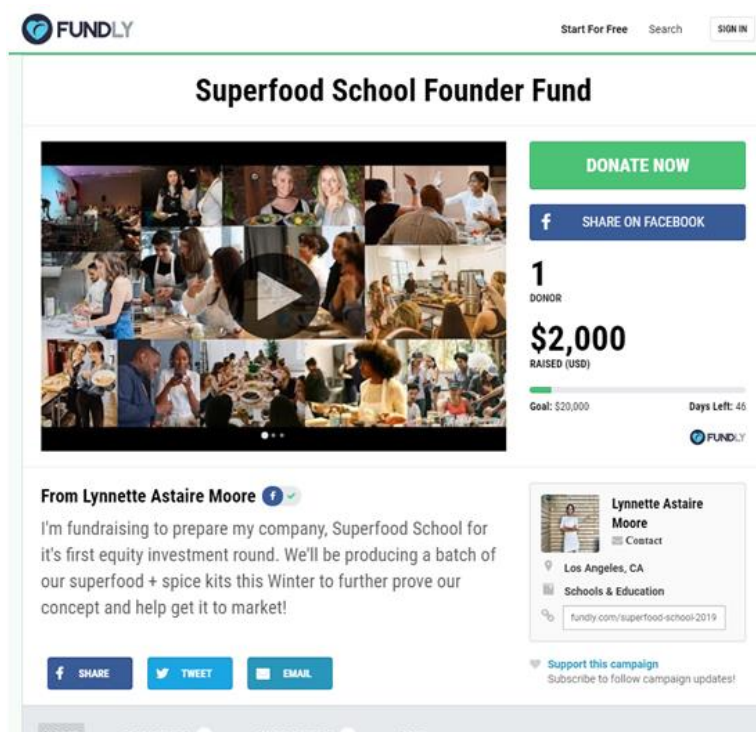 FUNDLY
Start For Free
Search
SIGN IN
Superfood School Founder Fund
DONATE NOW
SHARE ON FACEBOOK
1
DONOR
$2,000
RAISED (USD)
Goal: $20,000
Days Left: 46
FUNDLY
From Lynnette Astaire Moore
I'm fundraising to prepare my company, Superfood School for
it's first equity investment round. We'll be producing a batch of
our superfood + spice kits this Winter to further prove our
concept and help get it to market!
SHARE
TWEET
EMAIL
Lynnette Astaire
Moore
Contact
Los Angeles, CA
Schools & Education
fundly.com/superfood-school-2019
Support this campaign
Subscribe to follow campaign updates!